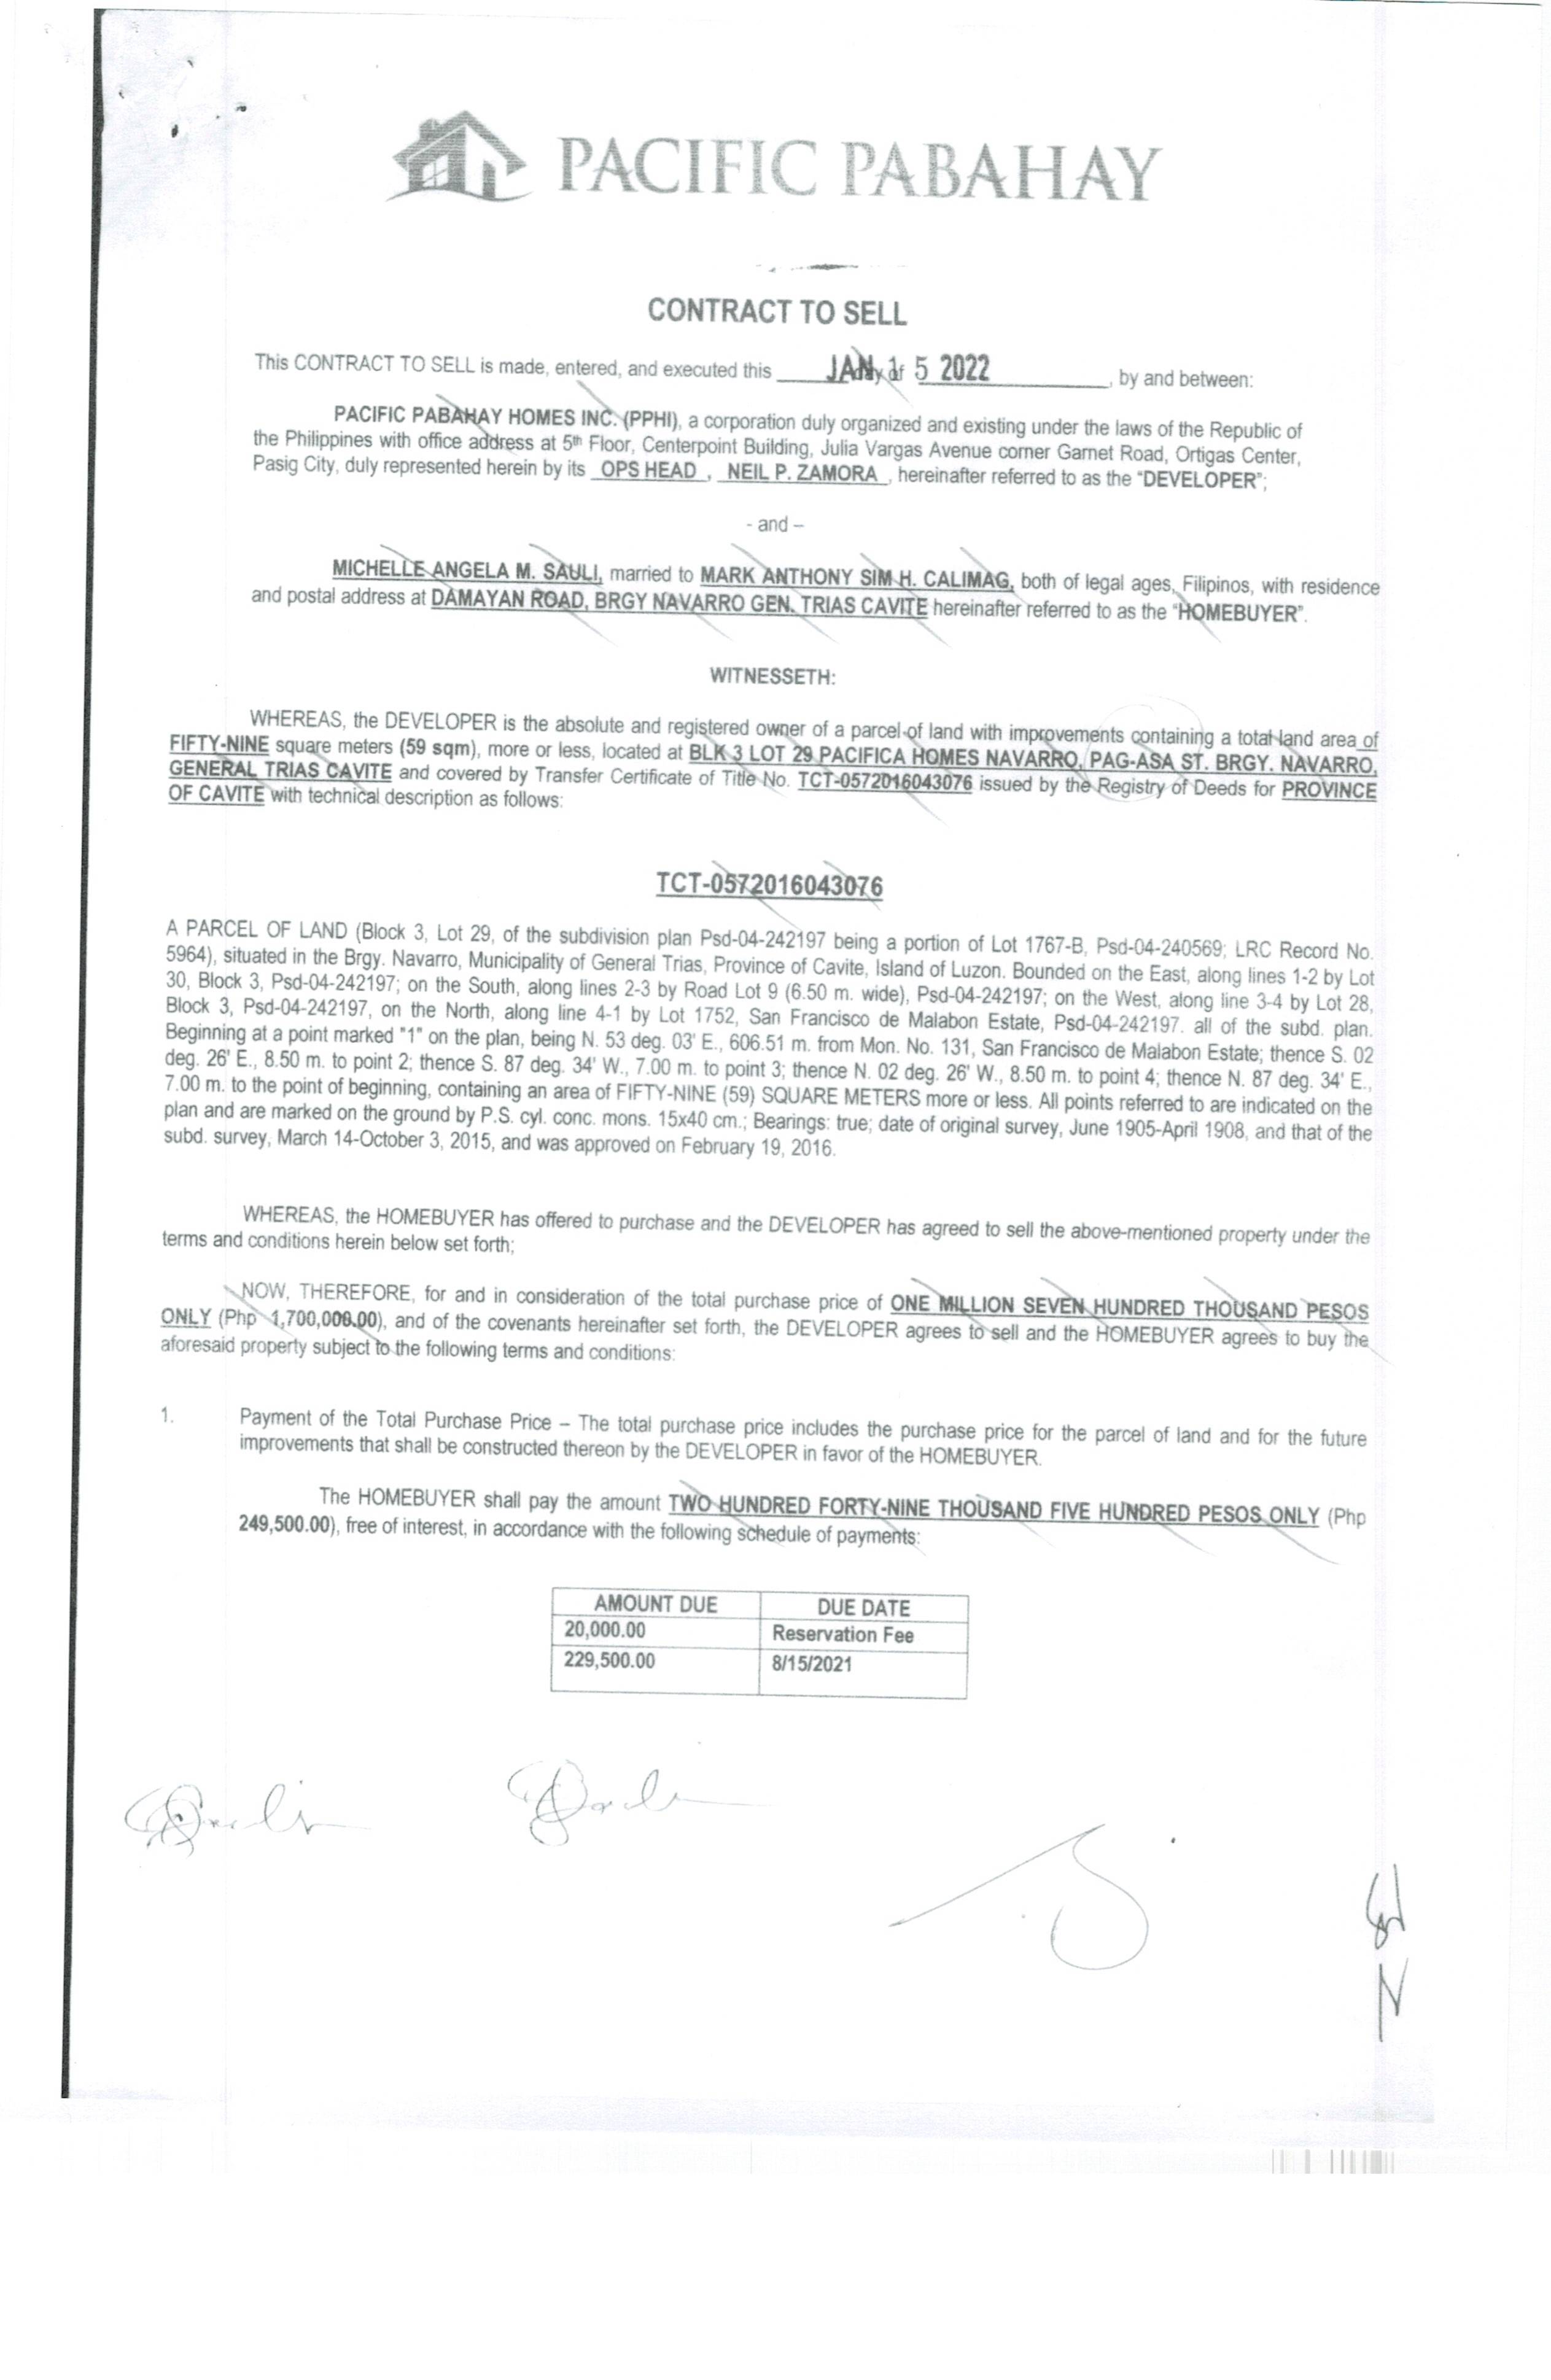 PACIFIC PABAHAY
CONTRACT TO SELL
This CONTRACT TO SELL is made, entered, and executed this JAN 15 2022, by and between:
PACIFIC PABAHAY HOMES INC. (PPHI), a corporation duly organized and existing under the laws of the Republic of
the Philippines with office address at 5th Floor, Centerpoint Building, Julia Vargas Avenue corner Garnet Road, Ortigas Center,
Pasig City, duly represented herein by its OPS HEAD , NEIL P. ZAMORA , hereinafter referred to as the “DEVELOPER”;
- and –
MICHELLE ANGELA M. SAULI, married to MARK ANTHONY SIM H. CALIMAG, both of legal ages, Filipinos, with residence
and postal address at DAMAYAN ROAD, BRGY NAVARRO GEN. TRIAS CAVITE hereinafter referred to as the “HOMEBUYER”.
WITNESSETH:
WHEREAS, the DEVELOPER is the absolute and registered owner of a parcel of land with improvements containing a total land area of
FIFTY-NINE square meters (59 sqm), more or less, located at BLK 3 LOT 29 PACIFICA HOMES NAVARRO, PAG-ASA ST. BRGY. NAVARRO,
GENERAL TRIAS CAVITE and covered by Transfer Certificate of Title No. TCT-0572016043076 issued by the Registry of Deeds for PROVINCE
OF CAVITE with technical description as follows:
TCT-0572016043076
A PARCEL OF LAND (Block 3, Lot 29, of the subdivision plan Psd-04-242197 being a portion of Lot 1767-B, Psd-04-240569; LRC Record No.
5964), situated in the Brgy. Navarro, Municipality of General Trias, Province of Cavite, Island of Luzon. Bounded on the East, along lines 1-2 by Lot
30, Block 3, Psd-04-242197; on the South, along lines 2-3 by Road Lot 9 (6.50 m. wide), Psd-04-242197; on the West, along line 3-4 by Lot 28,
Block 3, Psd-04-242197, on the North, along line 4-1 by Lot 1752, San Francisco de Malabon Estate, Psd-04-242197. all of the subd. plan.
Beginning at a point marked "1" on the plan, being N. 53 deg. 03' E., 606.51 m. from Mon. No. 131, San Francisco de Malabon Estate; thence S. 02
deg. 26' E., 8.50 m. to point 2; thence S. 87 deg. 34' W., 7.00 m. to point 3; thence N. 02 deg. 26' W., 8.50 m. to point 4; thence N. 87 deg. 34' E.,
7.00 m. to the point of beginning, containing an area of FIFTY-NINE (59) SQUARE METERS more or less. All points referred to are indicated on the
plan and are marked on the ground by P.S. cyl. conc. mons. 15x40 cm.; Bearings: true; date of original survey, June 1905-April 1908, and that of the
subd. survey, March 14-October 3, 2015, and was approved on February 19, 2016.
WHEREAS, the HOMEBUYER has offered to purchase and the DEVELOPER has agreed to sell the above-mentioned property under the
terms and conditions herein below set forth;
NOW, THEREFORE, for and in consideration of the total purchase price of ONE MILLION SEVEN HUNDRED THOUSAND PESOS
ONLY (Php 1,700,000.00), and of the covenants hereinafter set forth, the DEVELOPER agrees to sell and the HOMEBUYER agrees to buy the
aforesaid property subject to the following terms and conditions:
1. Payment of the Total Purchase Price – The total purchase price includes the purchase price for the parcel of land and for the future
improvements that shall be constructed thereon by the DEVELOPER in favor of the HOMEBUYER.
The HOMEBUYER shall pay the amount TWO HUNDRED FORTY-NINE THOUSAND FIVE HUNDRED PESOS ONLY (Php
249,500.00), free of interest, in accordance with the following schedule of payments:
AMOUNT DUE DUE DATE
20,000.00 Reservation Fee
229,500.00 8/15/2021